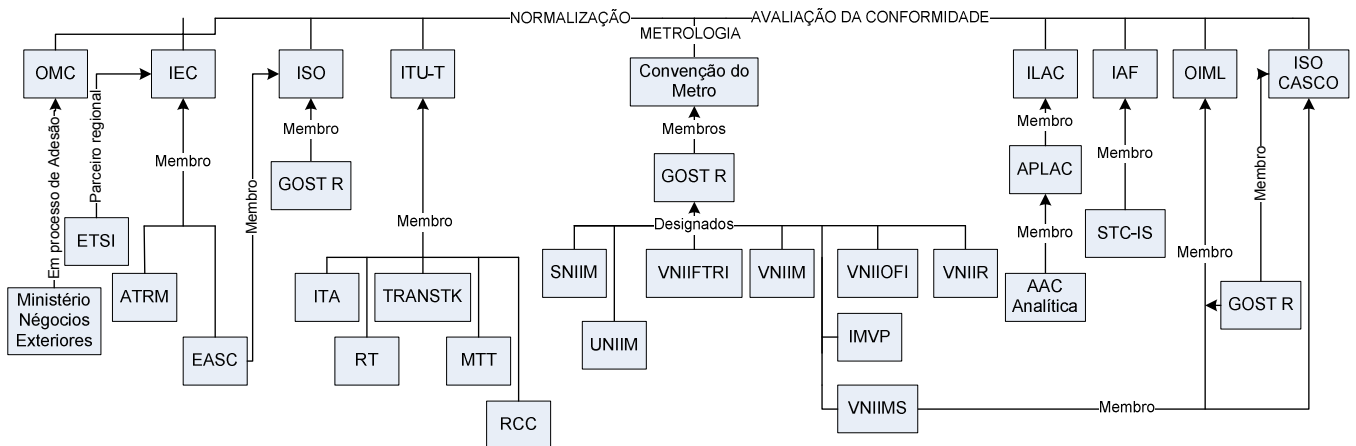 NORMALIZAÇÃO
AVALIAÇÃO DA CONFORMIDADE
METROLOGIA
OMC
IEC
ISO
ITU-T
Convenção do
Metro
ILAC
IAF
OIML
ISO
CASCO
Em processo de Adesão
Parceiro regional
Membro
Membro
Membro
GOST R
Membro
Membros
GOST R
Designados
Membro
APLAC
Membro
Membro
STC-IS
Membro
Membro
ETSI
ATRM
EASC
Ministério
Négocios
Exteriores
ITA
TRANSTK
RT
MTT
RCC
SNIIM
UNIIM
VNIIFTRI
VNIIM
VNIIOFI
VNIIR
IMVP
VNIIMS
AAC
Analítica
GOST R
Membro